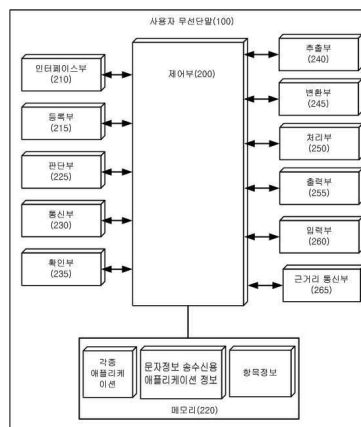 사용자 무선단말(100)
제어부(200)
인터페이스부
(210)
등록부
(215)
판단부
(225)
통신부
(230)
확인부
(235)
추출부
(240)
변환부
(245)
처리부
(250)
출력부
(255)
입력부
(260)
근거리 통신부
(265)
각종
애플리케이
션
문자정보 송수신용
애플리케이션 정보
항목정보
메모리(220)